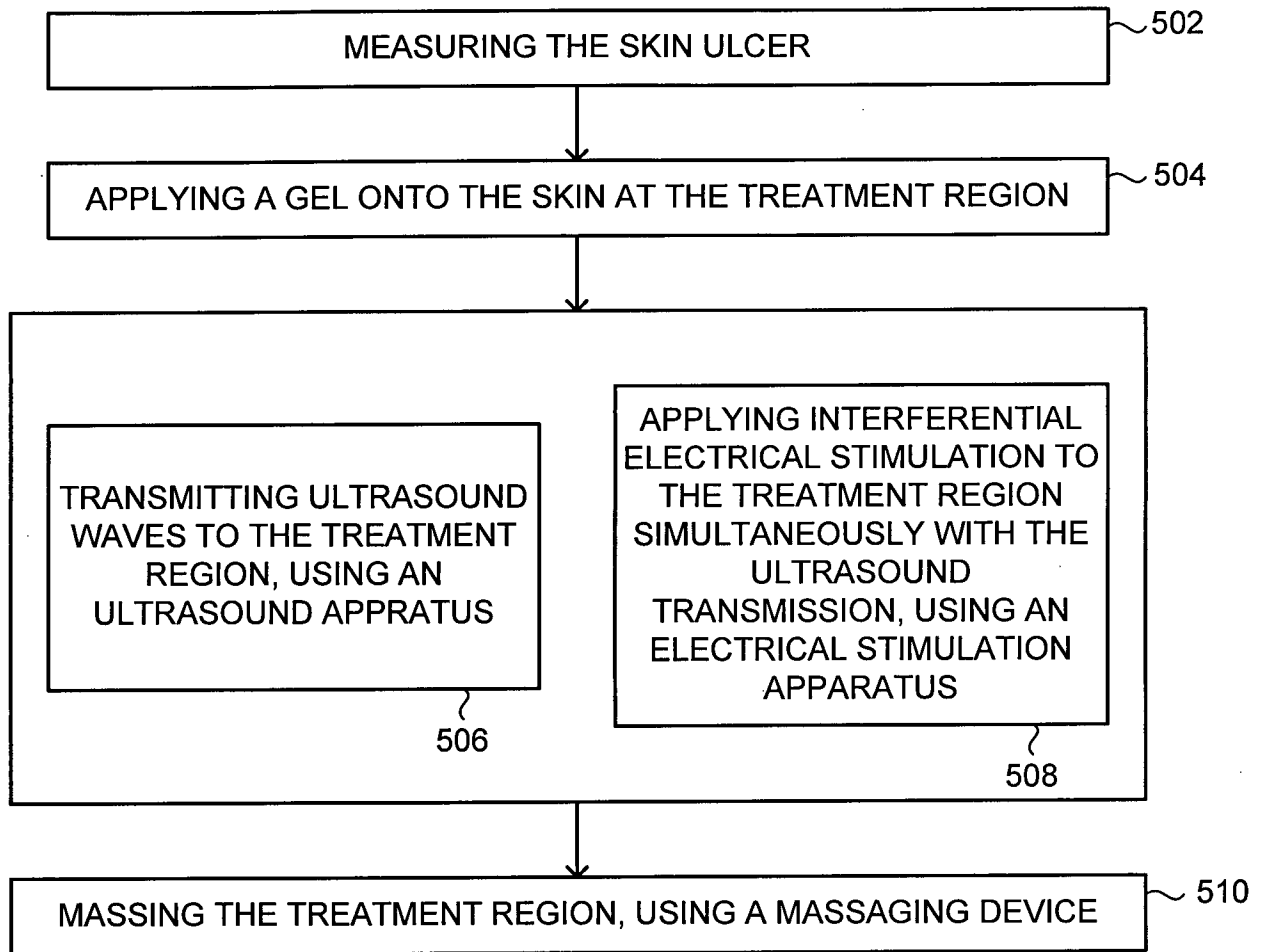 MEASURING THE SKIN ULCER
502
APPLYING A GEL ONTO THE SKIN AT THE TREATMENT REGION
504
TRANSMITTING ULTRASOUND
WAVES TO THE TREATMENT
REGION, USING AN
ULTRASOUND APPRATUS
506
APPLYING INTERFERENTIAL
ELECTRICAL STIMULATION TO
THE TREATMENT REGION
SIMULTANEOUSLY WITH THE
ULTRASOUND
TRANSMISSION, USING AN
ELECTRICAL STIMULATION
APPARATUS
508
MASSING THE TREATMENT REGION, USING A MASSAGING DEVICE
510